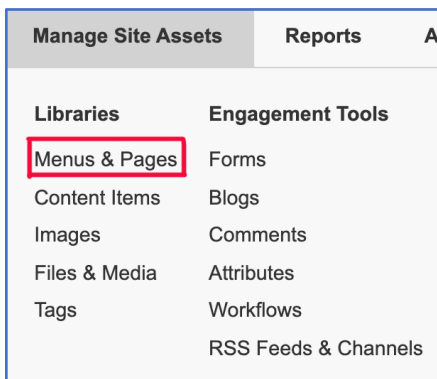 Manage Site Assets
Reports
A
Libraries
Menus & Pages
Content Items
Images
Files & Media
Tags
Engagement Tools
Forms
Blogs
Comments
Attributes
Workflows
RSS Feeds & Channels